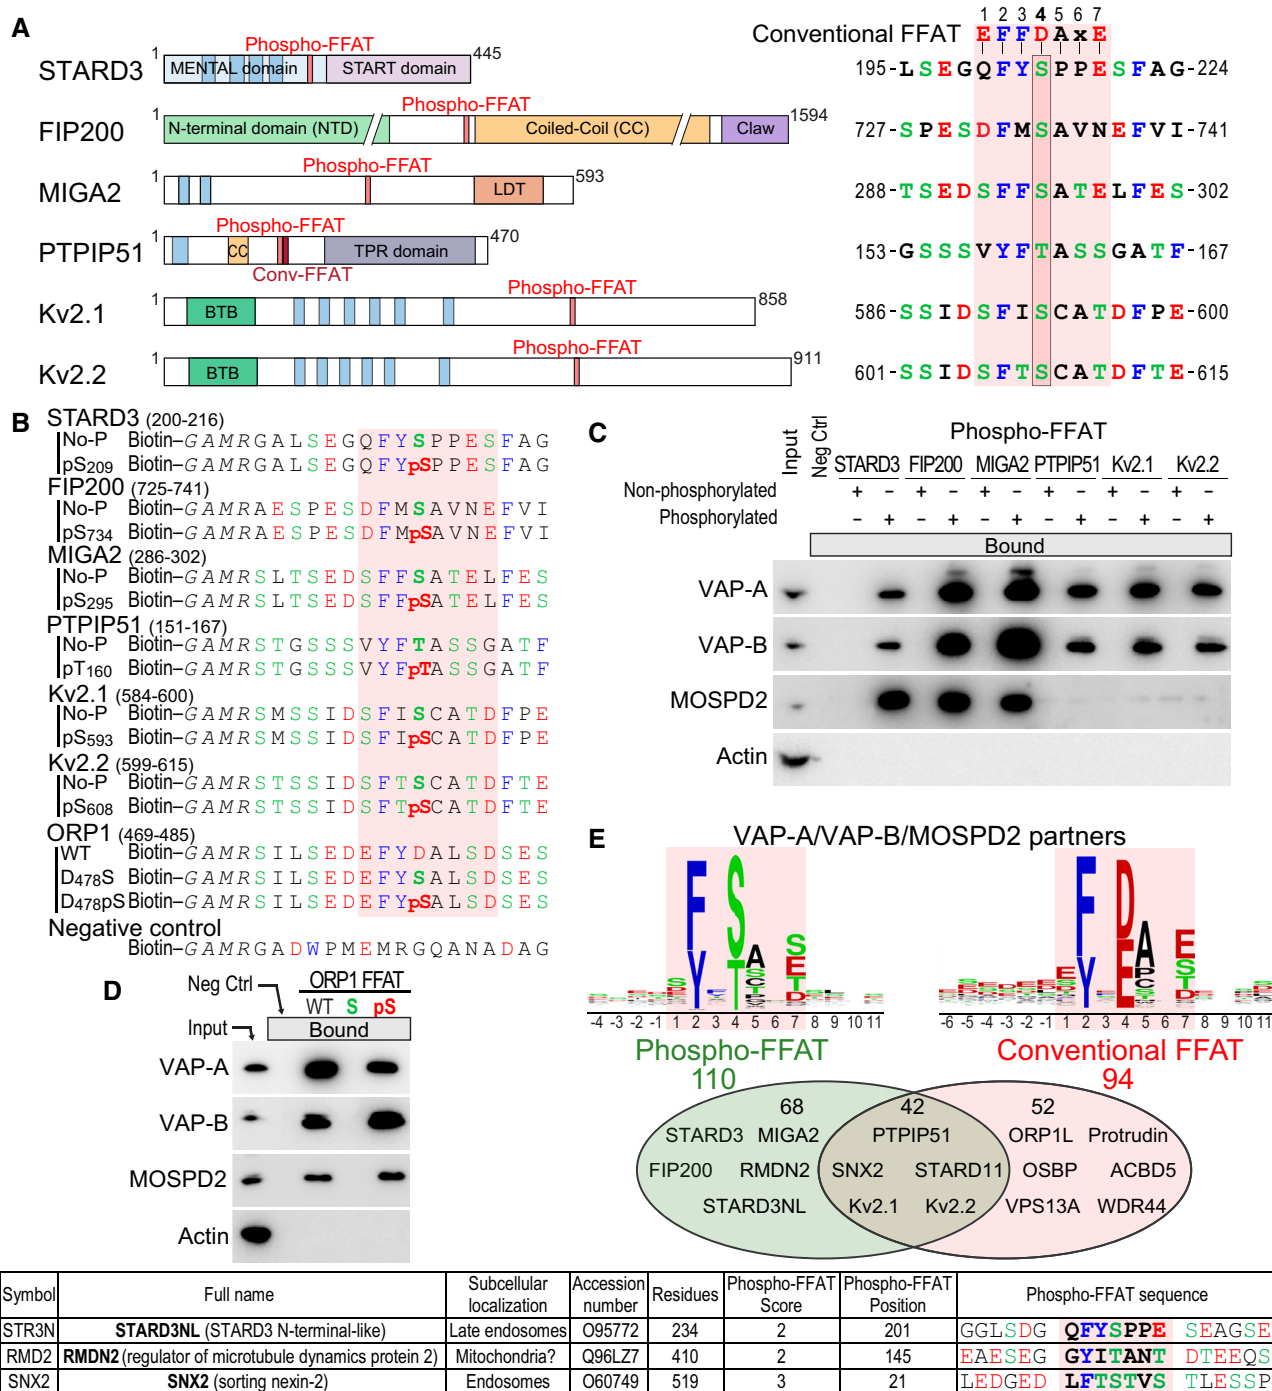 A
1 2 3 4 5 6 7
Conventional FFAT E F F D A x E
STARD3 1 Phospho-FFAT 445
MENTAL domain START domain
195-L S E G Q F Y S P P E S F A G-224
FIP200 1 Phospho-FFAT 1594
N-terminal domain (NTD) Coiled-Coil (CC) Claw
727-S P E S D F M S A V N E F V I-741
MIGA2 1 Phospho-FFAT 593
LDT
288-T S E D S F F S A T E L F E S-302
PTPIP51 1 Phospho-FFAT 470
CC TPR domain
Conv-FFAT
153-G S S S V Y F T A S S G A T F-167
Kv2.1 1 Phospho-FFAT 858
BTB
586-S S I D S F I S C A T D F P E-600
Kv2.2 1 Phospho-FFAT 911
BTB
601-S S I D S F T S C A T D F T E-615
B
STARD3 (200-216)
No-P Biotin–GAMRGALSEGQFYSPPESFAG
pS209 Biotin–GAMRGALSEGQFYpSPPESFAG
FIP200 (725-741)
No-P Biotin–GAMRAESPESDFMSAVNEFVI
pS734 Biotin–GAMRAESPESDFMpSAVNEFVI
MIGA2 (286-302)
No-P Biotin–GAMRSLTSEDSFFSATELFES
pS295 Biotin–GAMRSLTSEDSFFpSATELFES
PTPIP51 (151-167)
No-P Biotin–GAMRSTGSSSVYFTASSGATF
pT160 Biotin–GAMRSTGSSSVYFpTASSGATF
Kv2.1 (584-600)
No-P Biotin–GAMRSMSSIDSFISCATDFPE
pS593 Biotin–GAMRSMSSIDSFIpSCATDFPE
Kv2.2 (599-615)
No-P Biotin–GAMRSTSSIDSFTSCATDFTE
pS608 Biotin–GAMRSTSSIDSFTpSCATDFTE
ORP1 (469-485)
WT Biotin–GAMRSILSEDEFYDALSDSES
D478S Biotin–GAMRSILSEDEFYSALSDSES
D478pS Biotin–GAMRSILSEDEFYpSALSDSES
Negative control
Biotin–GAMRGADWPMEMRGQANADAG
C
Input Neg Ctrl Phospho-FFAT
STARD3 FIP200 MIGA2 PTPIP51 Kv2.1 Kv2.2
Non-phosphorylated + – + – + – + – + – + –
Phosphorylated – + – + – + – + – + – +
Bound
VAP-A
VAP-B
MOSPD2
Actin
D
Neg Ctrl ORP1 FFAT
WT S pS
Input Bound
VAP-A
VAP-B
MOSPD2
Actin
E
VAP-A/VAP-B/MOSPD2 partners
-4 -3 -2 -1 1 2 3 4 5 6 7 8 9 10 11
-6 -5 -4 -3 -2 -1 1 2 3 4 5 6 7 8 9 10 11
Phospho-FFAT Conventional FFAT
110 94
68 42 52
STARD3 MIGA2 PTPIP51 ORP1L Protrudin
FIP200 RMDN2 SNX2 STARD11 OSBP ACBD5
STARD3NL Kv2.1 Kv2.2 VPS13A WDR44
Symbol Full name Subcellular localization Accession number Residues Phospho-FFAT Score Phospho-FFAT Position Phospho-FFAT sequence
STR3N STARD3NL (STARD3 N-terminal-like) Late endosomes O95772 234 2 201 GGLSDG QFYSPPE SEAGSE
RMD2 RMDN2 (regulator of microtubule dynamics protein 2) Mitochondria? Q96LZ7 410 2 145 EAESEG GYITANT DTEEQS
SNX2 SNX2 (sorting nexin-2) Endosomes O60749 519 3 21 LEDGED LFTSTVS TLESSP